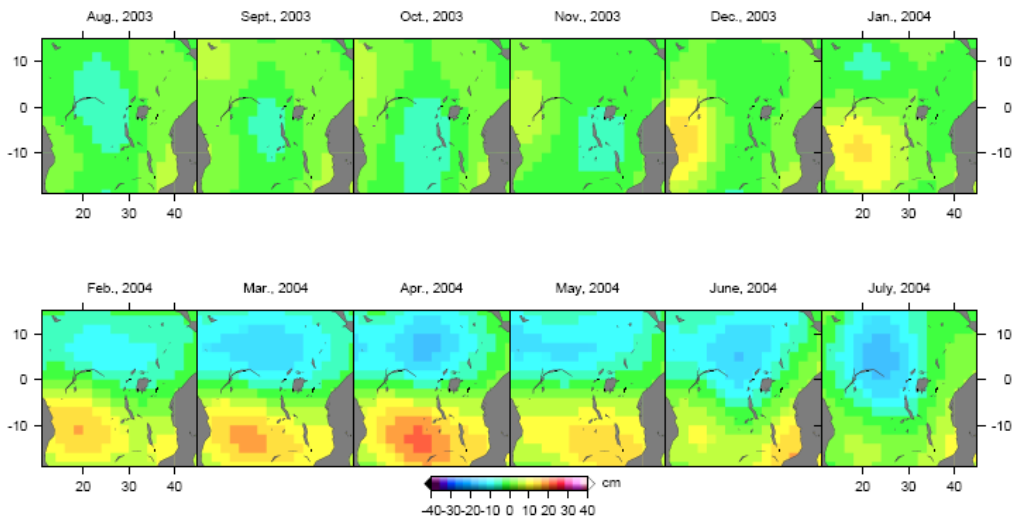 Aug., 2003 Sept., 2003 Oct., 2003 Nov., 2003 Dec., 2003 Jan., 2004
10 10
0 0
-10 -10
20 30 40 20 30 40
Feb., 2004 Mar., 2004 Apr., 2004 May, 2004 June, 2004 July, 2004
10 10
0 0
-10 -10
20 30 40 20 30 40
cm
-40 -30 -20 -10 0 10 20 30 40